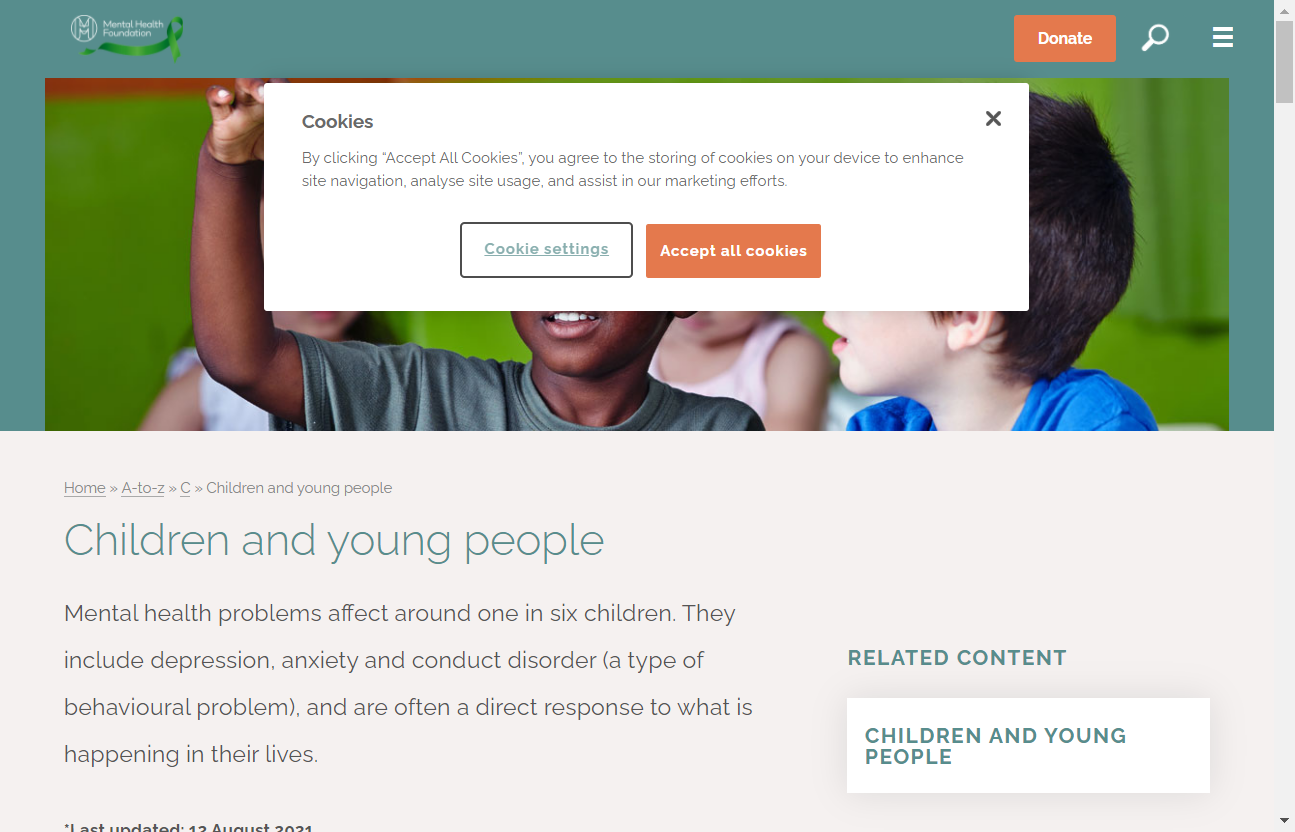 Mental Health
Foundation
Donate
Cookies
By clicking “Accept All Cookies”, you agree to the storing of cookies on your device to enhance
site navigation, analyse site usage, and assist in our marketing efforts.
Cookie settings
Accept all cookies
Home » A-to-z » C » Children and young people
Children and young people
Mental health problems affect around one in six children. They
include depression, anxiety and conduct disorder (a type of
behavioural problem), and are often a direct response to what is
happening in their lives.
*Last updated: 12 August 2021
RELATED CONTENT
CHILDREN AND YOUNG
PEOPLE